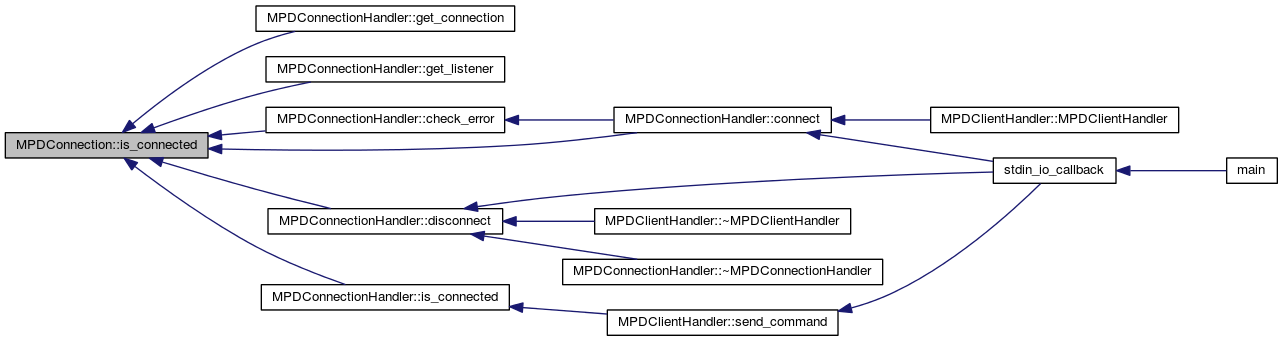 MPDConnectionHandler::get_connection
MPDConnectionHandler::get_listener
MPDConnectionHandler::check_error
MPDConnectionHandler::connect
MPDClientHandler::MPDClientHandler
MPDConnection::is_connected
stdin_io_callback
main
MPDConnectionHandler::disconnect
MPDClientHandler::~MPDClientHandler
MPDConnectionHandler::~MPDConnectionHandler
MPDConnectionHandler::is_connected
MPDClientHandler::send_command